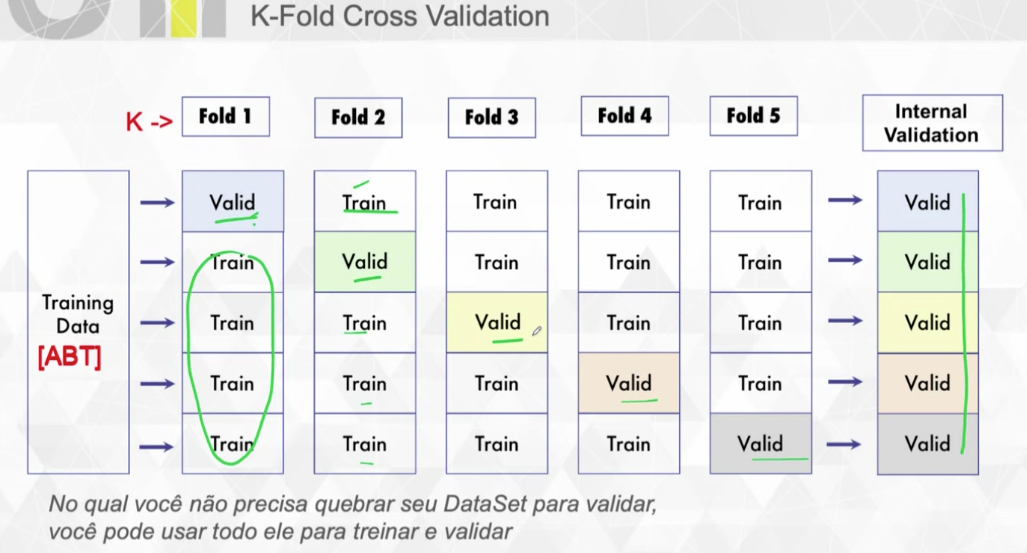 K-Fold Cross Validation
K -> Fold 1 Fold 2 Fold 3 Fold 4 Fold 5 Internal Validation
Valid Train Train Train Train Valid
Train Valid Train Train Train Valid
Training Data [ABT] Train Train Valid Train Train Valid
Train Train Train Valid Train Valid
Train Train Train Train Valid Valid
No qual você não precisa quebrar seu DataSet para validar,
você pode usar todo ele para treinar e validar